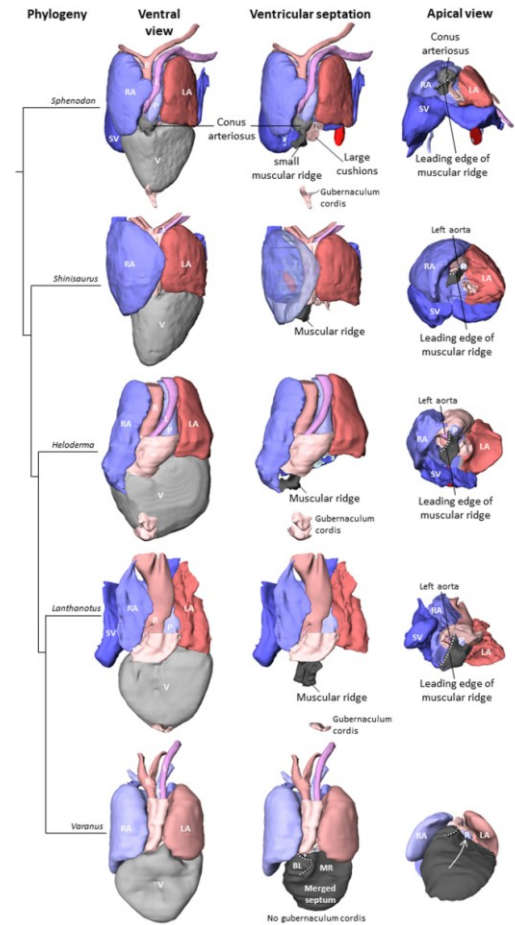 Phylogeny
Ventral
view
Ventricular septation
Apical view
Sphenodon
RA
P
LA
SV
V
Conus
arteriosus
small
muscular ridge
Large
cushions
Gubernaculum
cordis
Conus
arteriosus
RA
LA
SV
Leading edge of
muscular ridge
Shinisaurus
RA
LA
V
Muscular ridge
Left aorta
RA
LA
SV
Leading edge of
muscular ridge
Heloderma
RA
P
LA
V
Muscular ridge
Gubernaculum
cordis
Left aorta
RA
P
LA
SV
Leading edge of
muscular ridge
Lanthanotus
SV
RA
P
LA
V
Muscular ridge
Gubernaculum
cordis
Left aorta
RA
SV
LA
Leading edge of
muscular ridge
Varanus
RA
LA
V
BL
MR
Merged
septum
No gubernaculum cordis
RA
LA